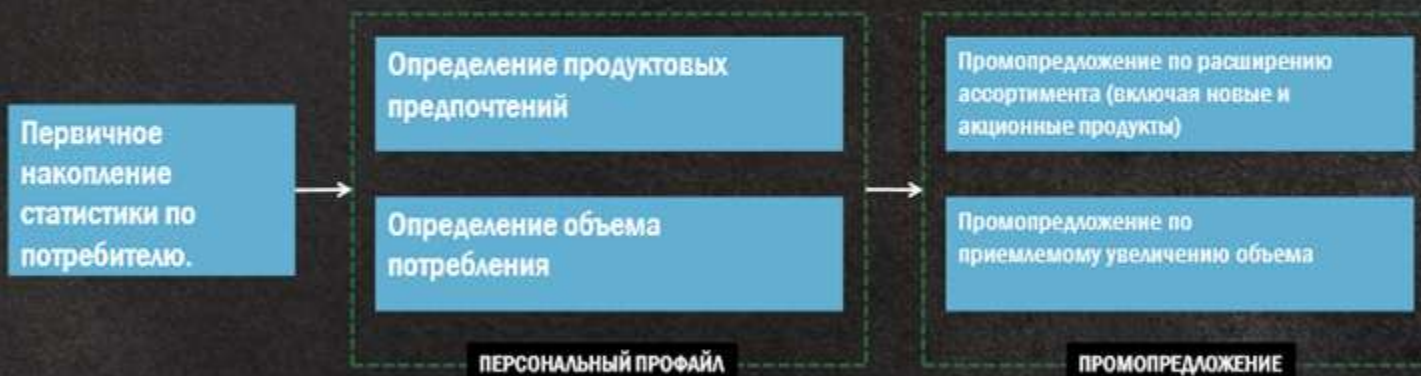 Первичное
накопление
статистики по
потребителю.
Определение продуктовых
предпочтений
Определение объема
потребления
ПЕРСОНАЛЬНЫЙ ПРОФАЙЛ
Промопредложение по расширению
ассортимента (включая новые и
акционные продукты)
Промопредложение по
приемлемому увеличению объема
ПРОМОПРЕДЛОЖЕНИЕ